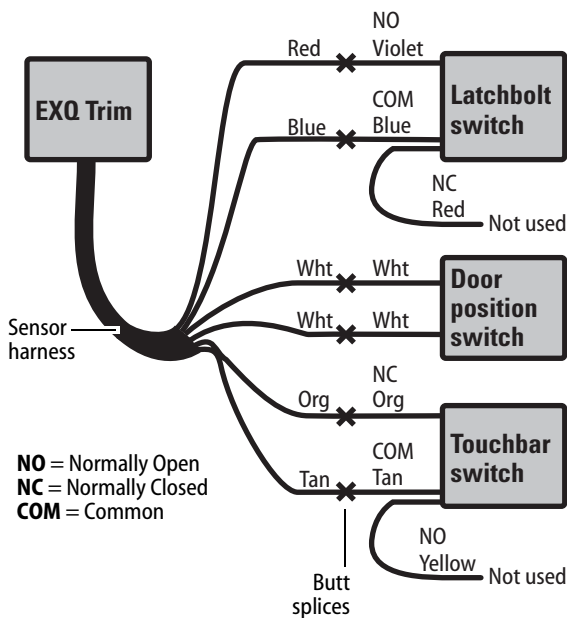 NO
Red Violet
EXQ Trim
Latchbolt
switch
COM
Blue Blue
NC
Red
Not used
Wht Wht
Door
position
switch
Wht Wht
Sensor
harness
NC
Org Org
Touchbar
switch
COM
Tan Tan
NO = Normally Open
NC = Normally Closed
COM = Common
NO
Yellow
Not used
Butt
splices